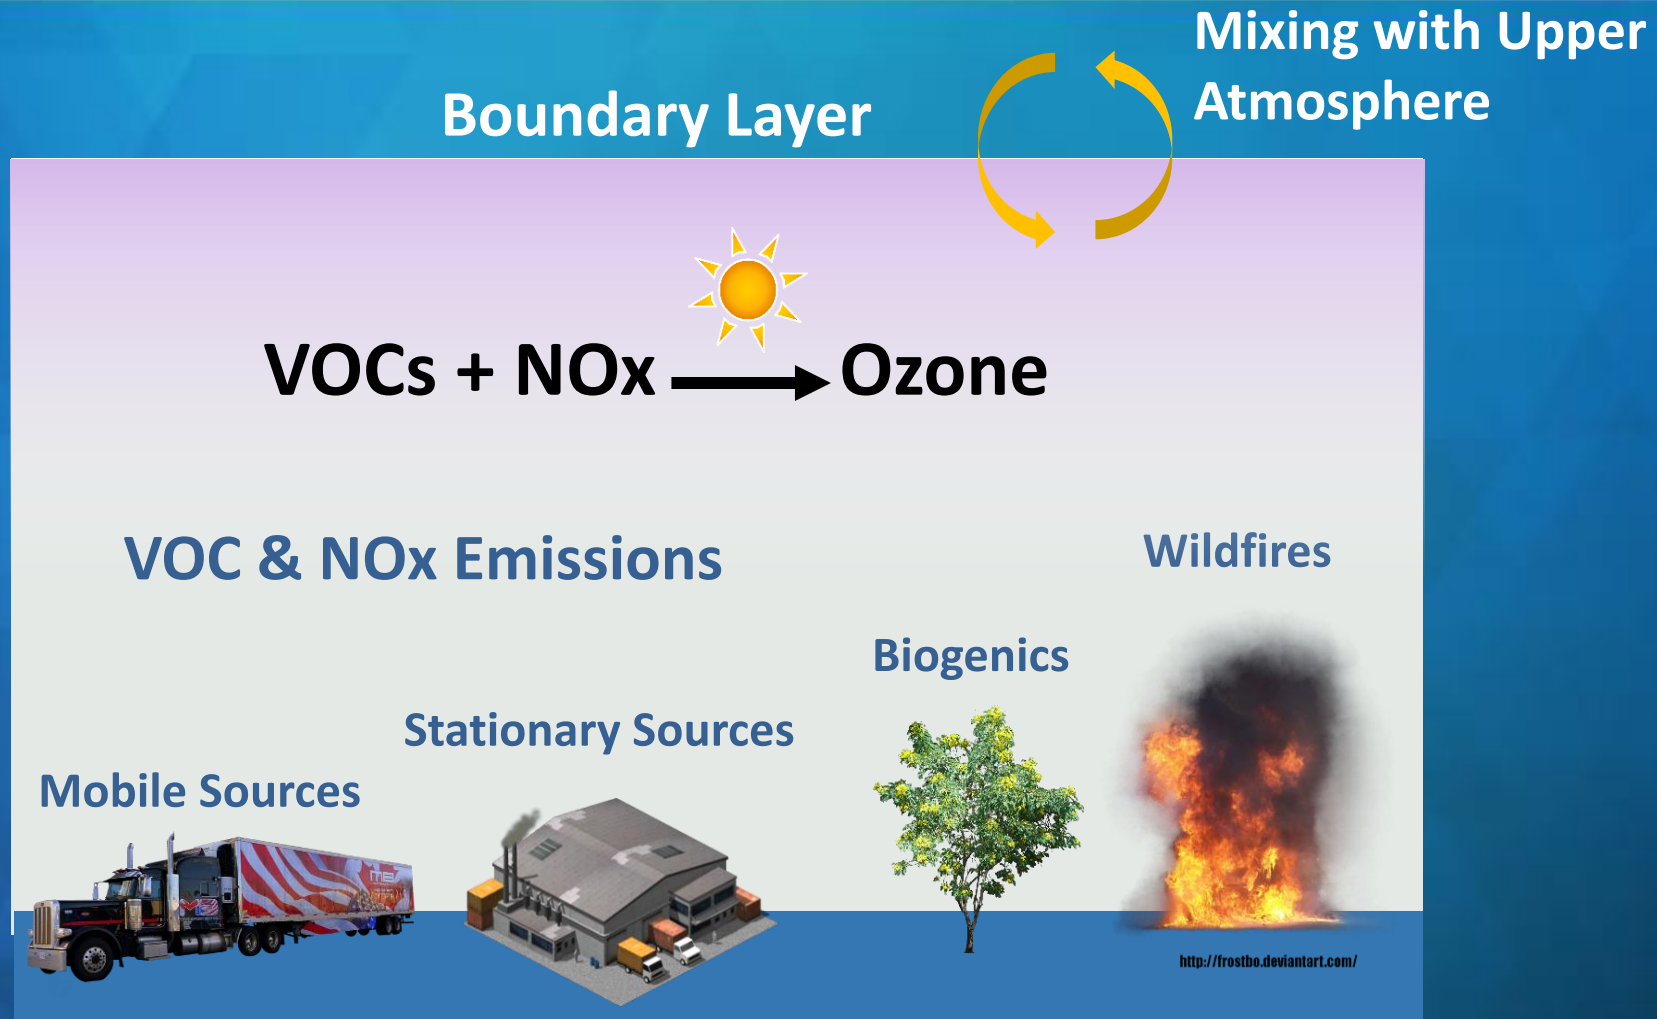 Mixing with Upper
Atmosphere
Boundary Layer
VOCs + NOx
Ozone
VOC & NOx Emissions
Wildfires
Biogenics
Stationary Sources
Mobile Sources
http://frostbo.deviantart.com/